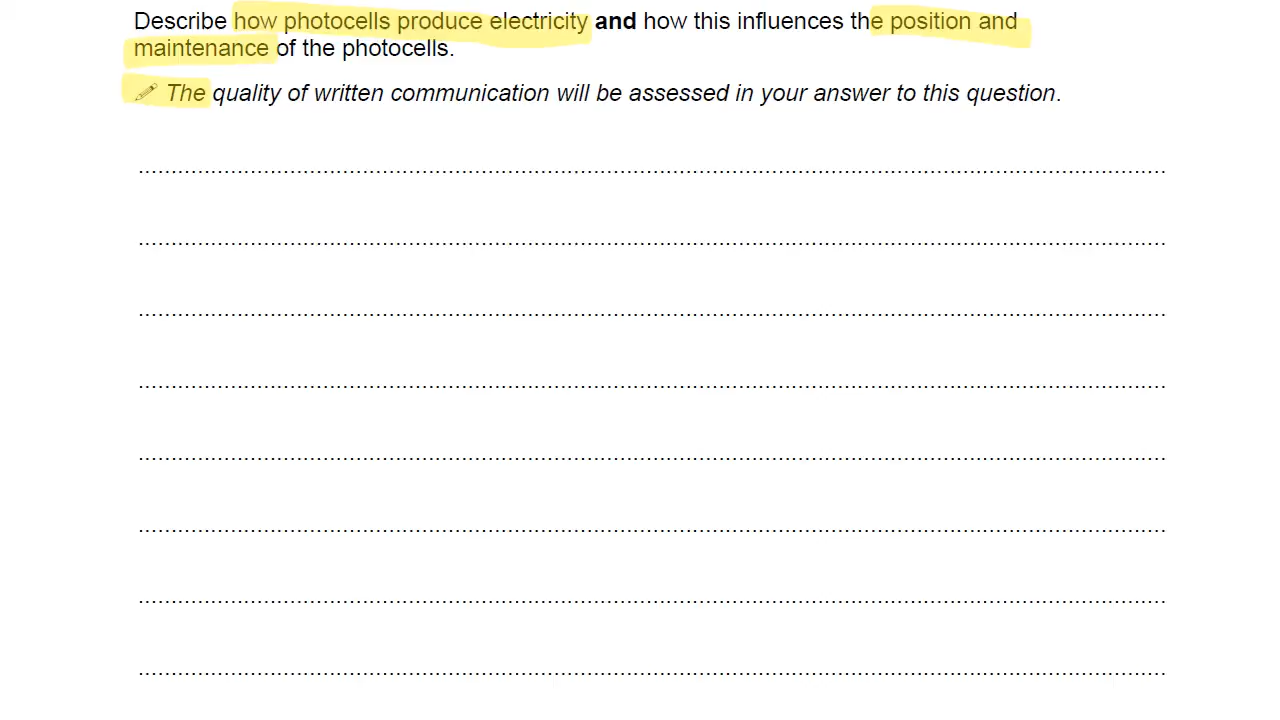 Describe how photocells produce electricity and how this influences the position and
maintenance of the photocells.
The quality of written communication will be assessed in your answer to this question.